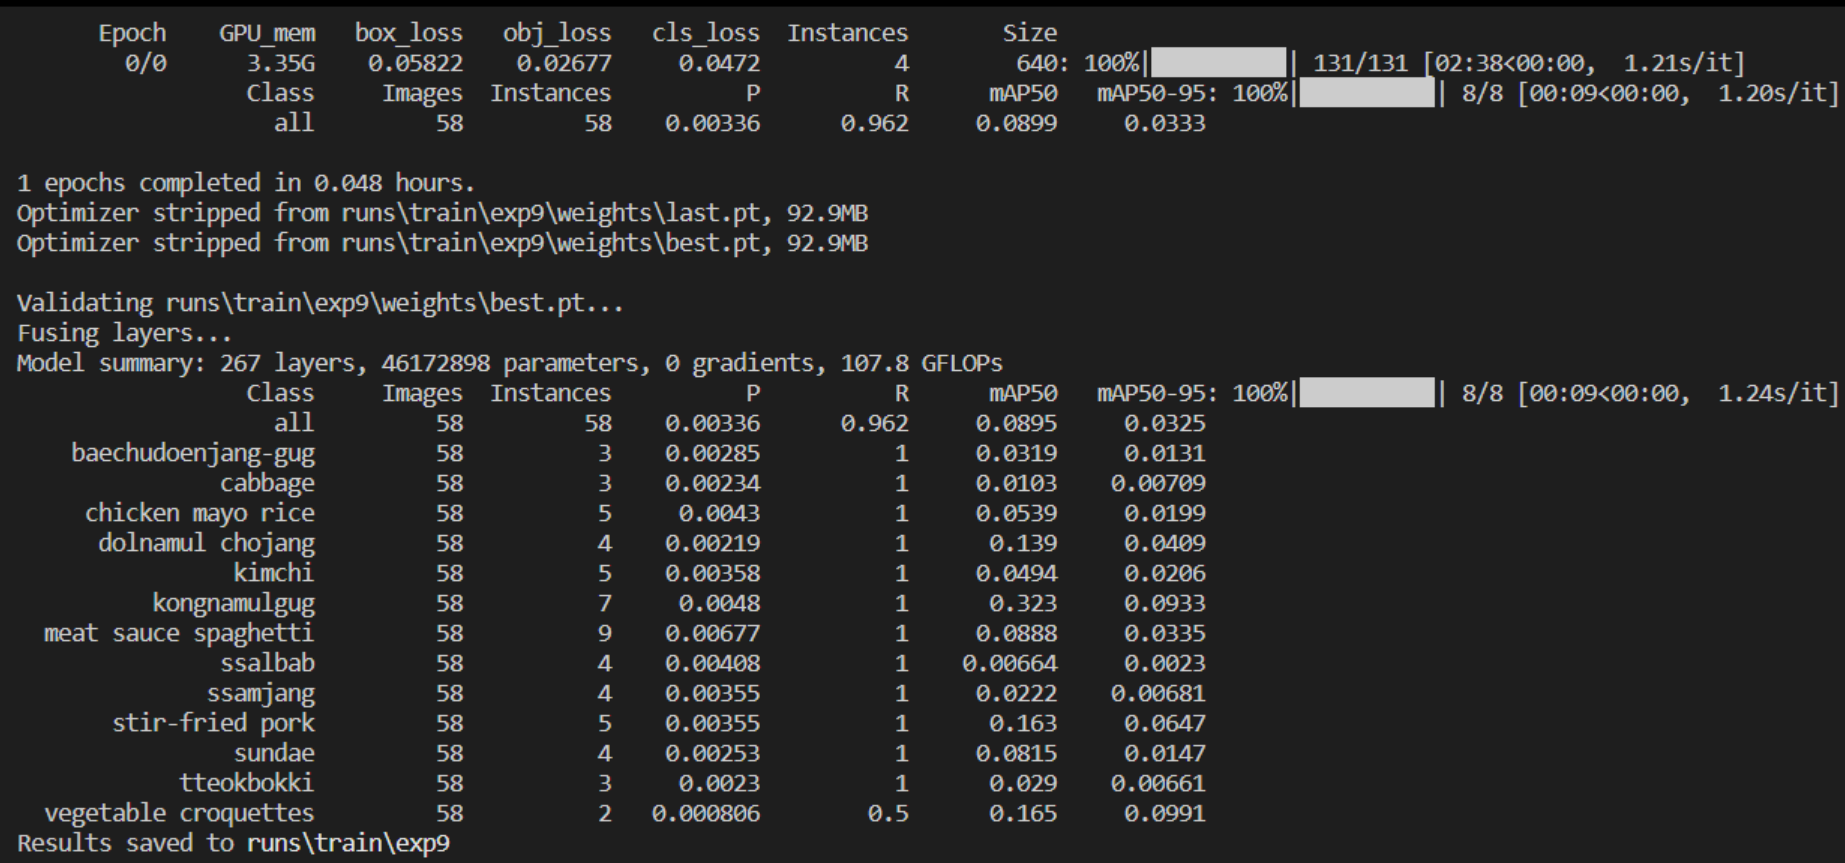 Epoch GPU_mem box_loss obj_loss cls_loss Instances Size
0/0 3.35G 0.05822 0.02677 0.0472 4 640: 100%|██████████| 131/131 [02:38<00:00, 1.21s/it]
Class Images Instances P R mAP50 mAP50-95: 100%|██████████| 8/8 [00:09<00:00, 1.20s/it]
all 58 58 0.00336 0.962 0.0899 0.0333
1 epochs completed in 0.048 hours.
Optimizer stripped from runs\train\exp9\weights\last.pt, 92.9MB
Optimizer stripped from runs\train\exp9\weights\best.pt, 92.9MB
Validating runs\train\exp9\weights\best.pt...
Fusing layers...
Model summary: 267 layers, 46172898 parameters, 0 gradients, 107.8 GFLOPs
Class Images Instances P R mAP50 mAP50-95: 100%|██████████| 8/8 [00:09<00:00, 1.24s/it]
all 58 58 0.00336 0.962 0.0895 0.0325
baechudoenjang-gug 58 3 0.00285 1 0.0319 0.0131
cabbage 58 3 0.00234 1 0.0103 0.00709
chicken mayo rice 58 5 0.0043 1 0.0539 0.0199
dolnamul chojang 58 4 0.00219 1 0.139 0.0409
kimchi 58 5 0.00358 1 0.0494 0.0206
kongnamulgug 58 7 0.0048 1 0.323 0.0933
meat sauce spaghetti 58 9 0.00677 1 0.0888 0.0335
ssalbab 58 4 0.00408 1 0.00664 0.0023
ssamjang 58 4 0.00355 1 0.0222 0.00681
stir-fried pork 58 5 0.00355 1 0.163 0.0647
sundae 58 4 0.00253 1 0.0815 0.0147
tteokbokki 58 3 0.0023 1 0.029 0.00661
vegetable croquettes 58 2 0.000806 0.5 0.165 0.0991
Results saved to runs\train\exp9